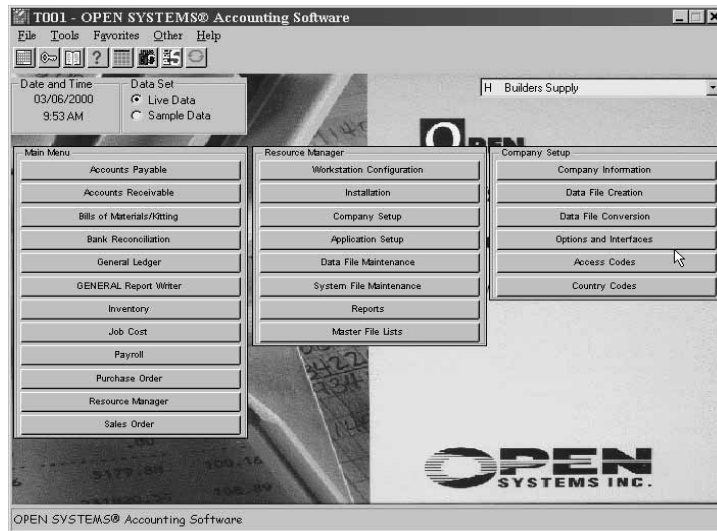 T001 - OPEN SYSTEMS® Accounting Software
File Tools Favorites Other Help
Date and Time
03/06/2000
9:53 AM
Data Set
Live Data
Sample Data
H Builders Supply
OPEN
Main Menu
Accounts Payable
Accounts Receivable
Bills of Materials/Kitting
Bank Reconciliation
General Ledger
GENERAL Report Writer
Inventory
Job Cost
Payroll
Purchase Order
Resource Manager
Sales Order
Resource Manager
Workstation Configuration
Installation
Company Setup
Application Setup
Data File Maintenance
System File Maintenance
Reports
Master File Lists
Company Setup
Company Information
Data File Creation
Data File Conversion
Options and Interfaces
Access Codes
Country Codes
9179.88 109.16
OPEN
SYSTEMS INC.
OPEN SYSTEMS® Accounting Software